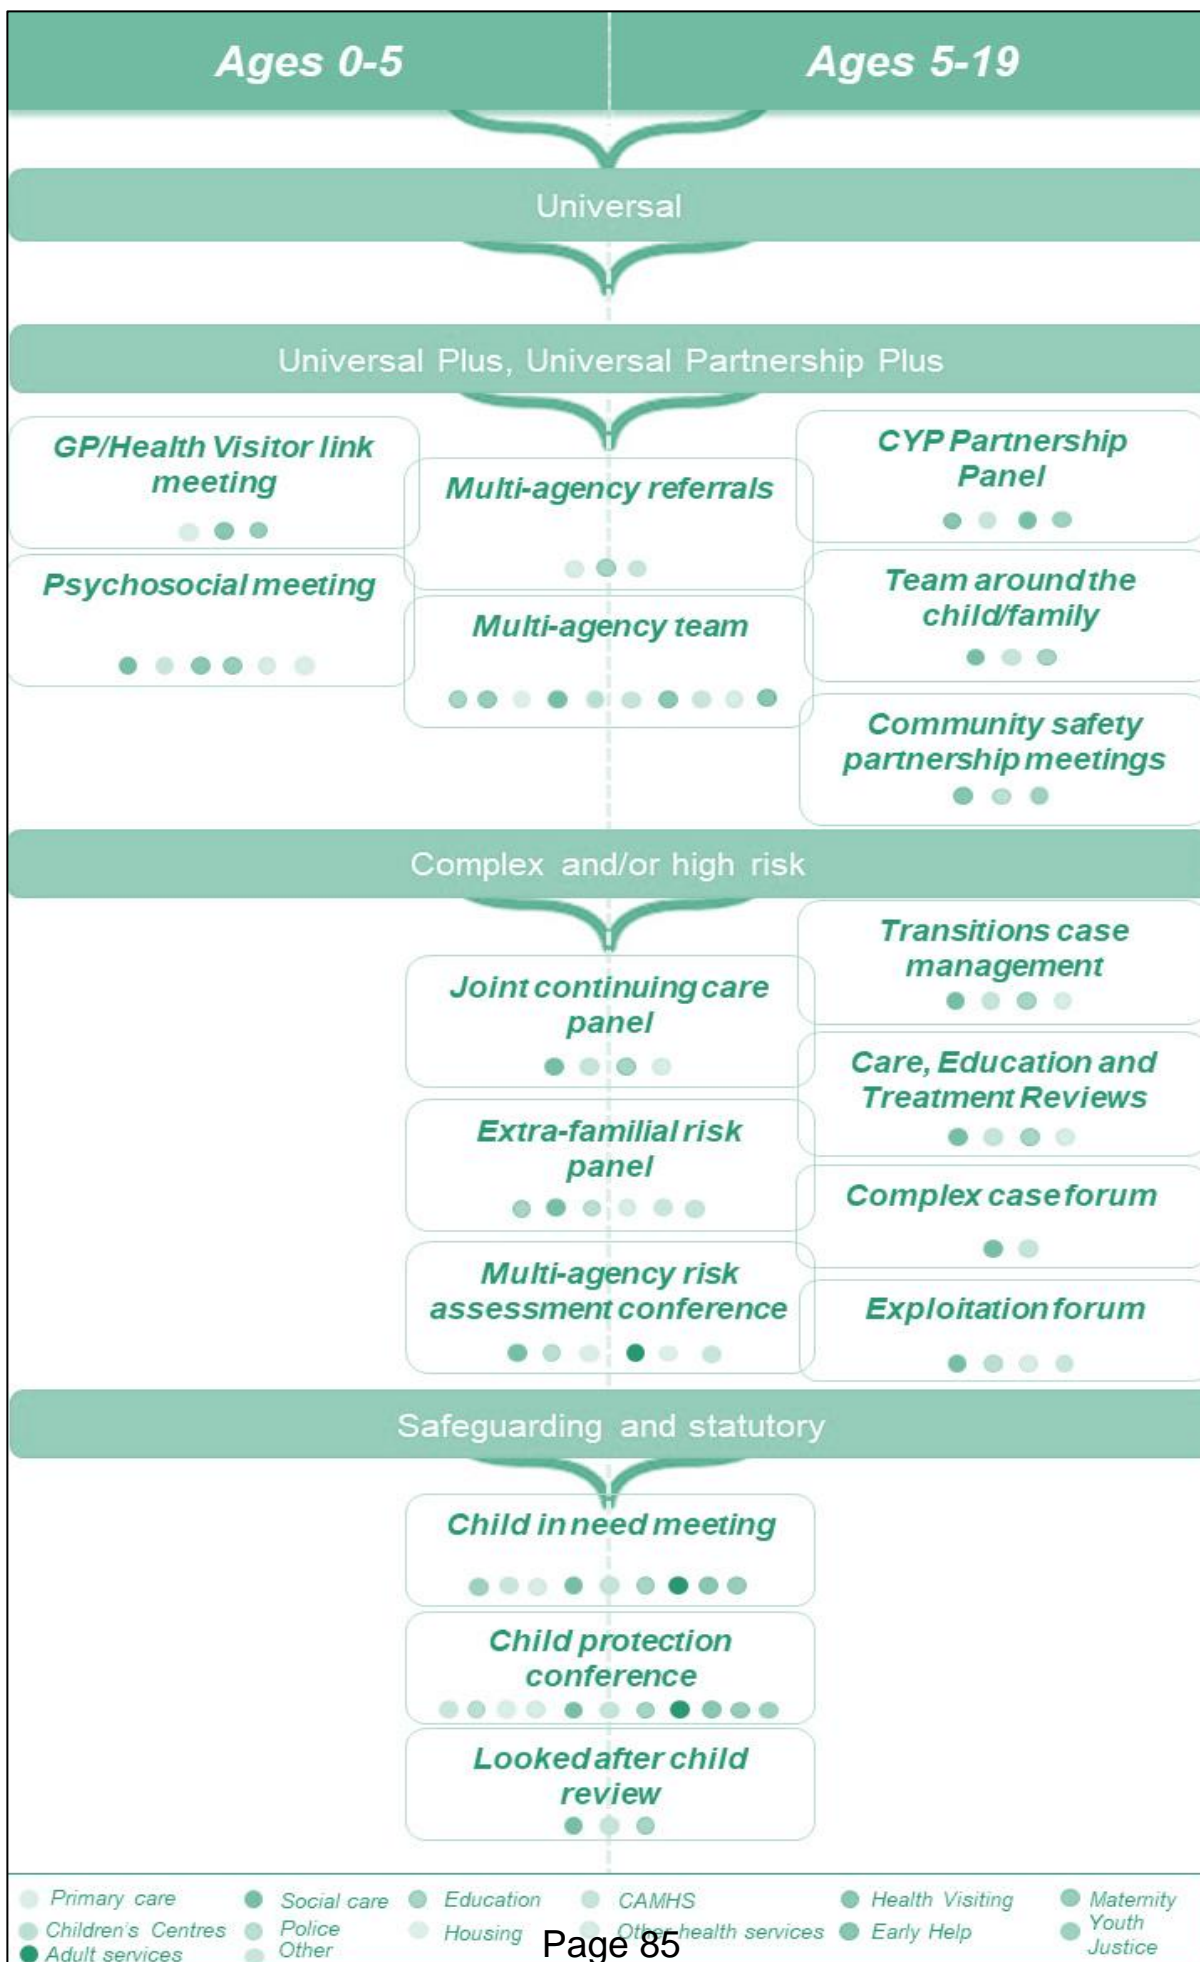 Ages 0-5
Ages 5-19
Universal
Universal Plus, Universal Partnership Plus
GP/Health Visitor link
meeting
Psychosocial meeting
Multi-agency referrals
Multi-agency team
CYP Partnership
Panel
Team around the
child/family
Community safety
partnership meetings
Complex and/or high risk
Joint continuing care
panel
Extra-familial risk
panel
Multi-agency risk
assessment conference
Transitions case
management
Care, Education and
Treatment Reviews
Complex case forum
Exploitation forum
Safeguarding and statutory
Child in need meeting
Child protection
conference
Looked after child
review
Primary care
Social care
Education
CAMHS
Health Visiting
Maternity
Children's Centres
Police
Housing
Other health services
Early Help
Youth
Justice
Adult services
Other
Page 85